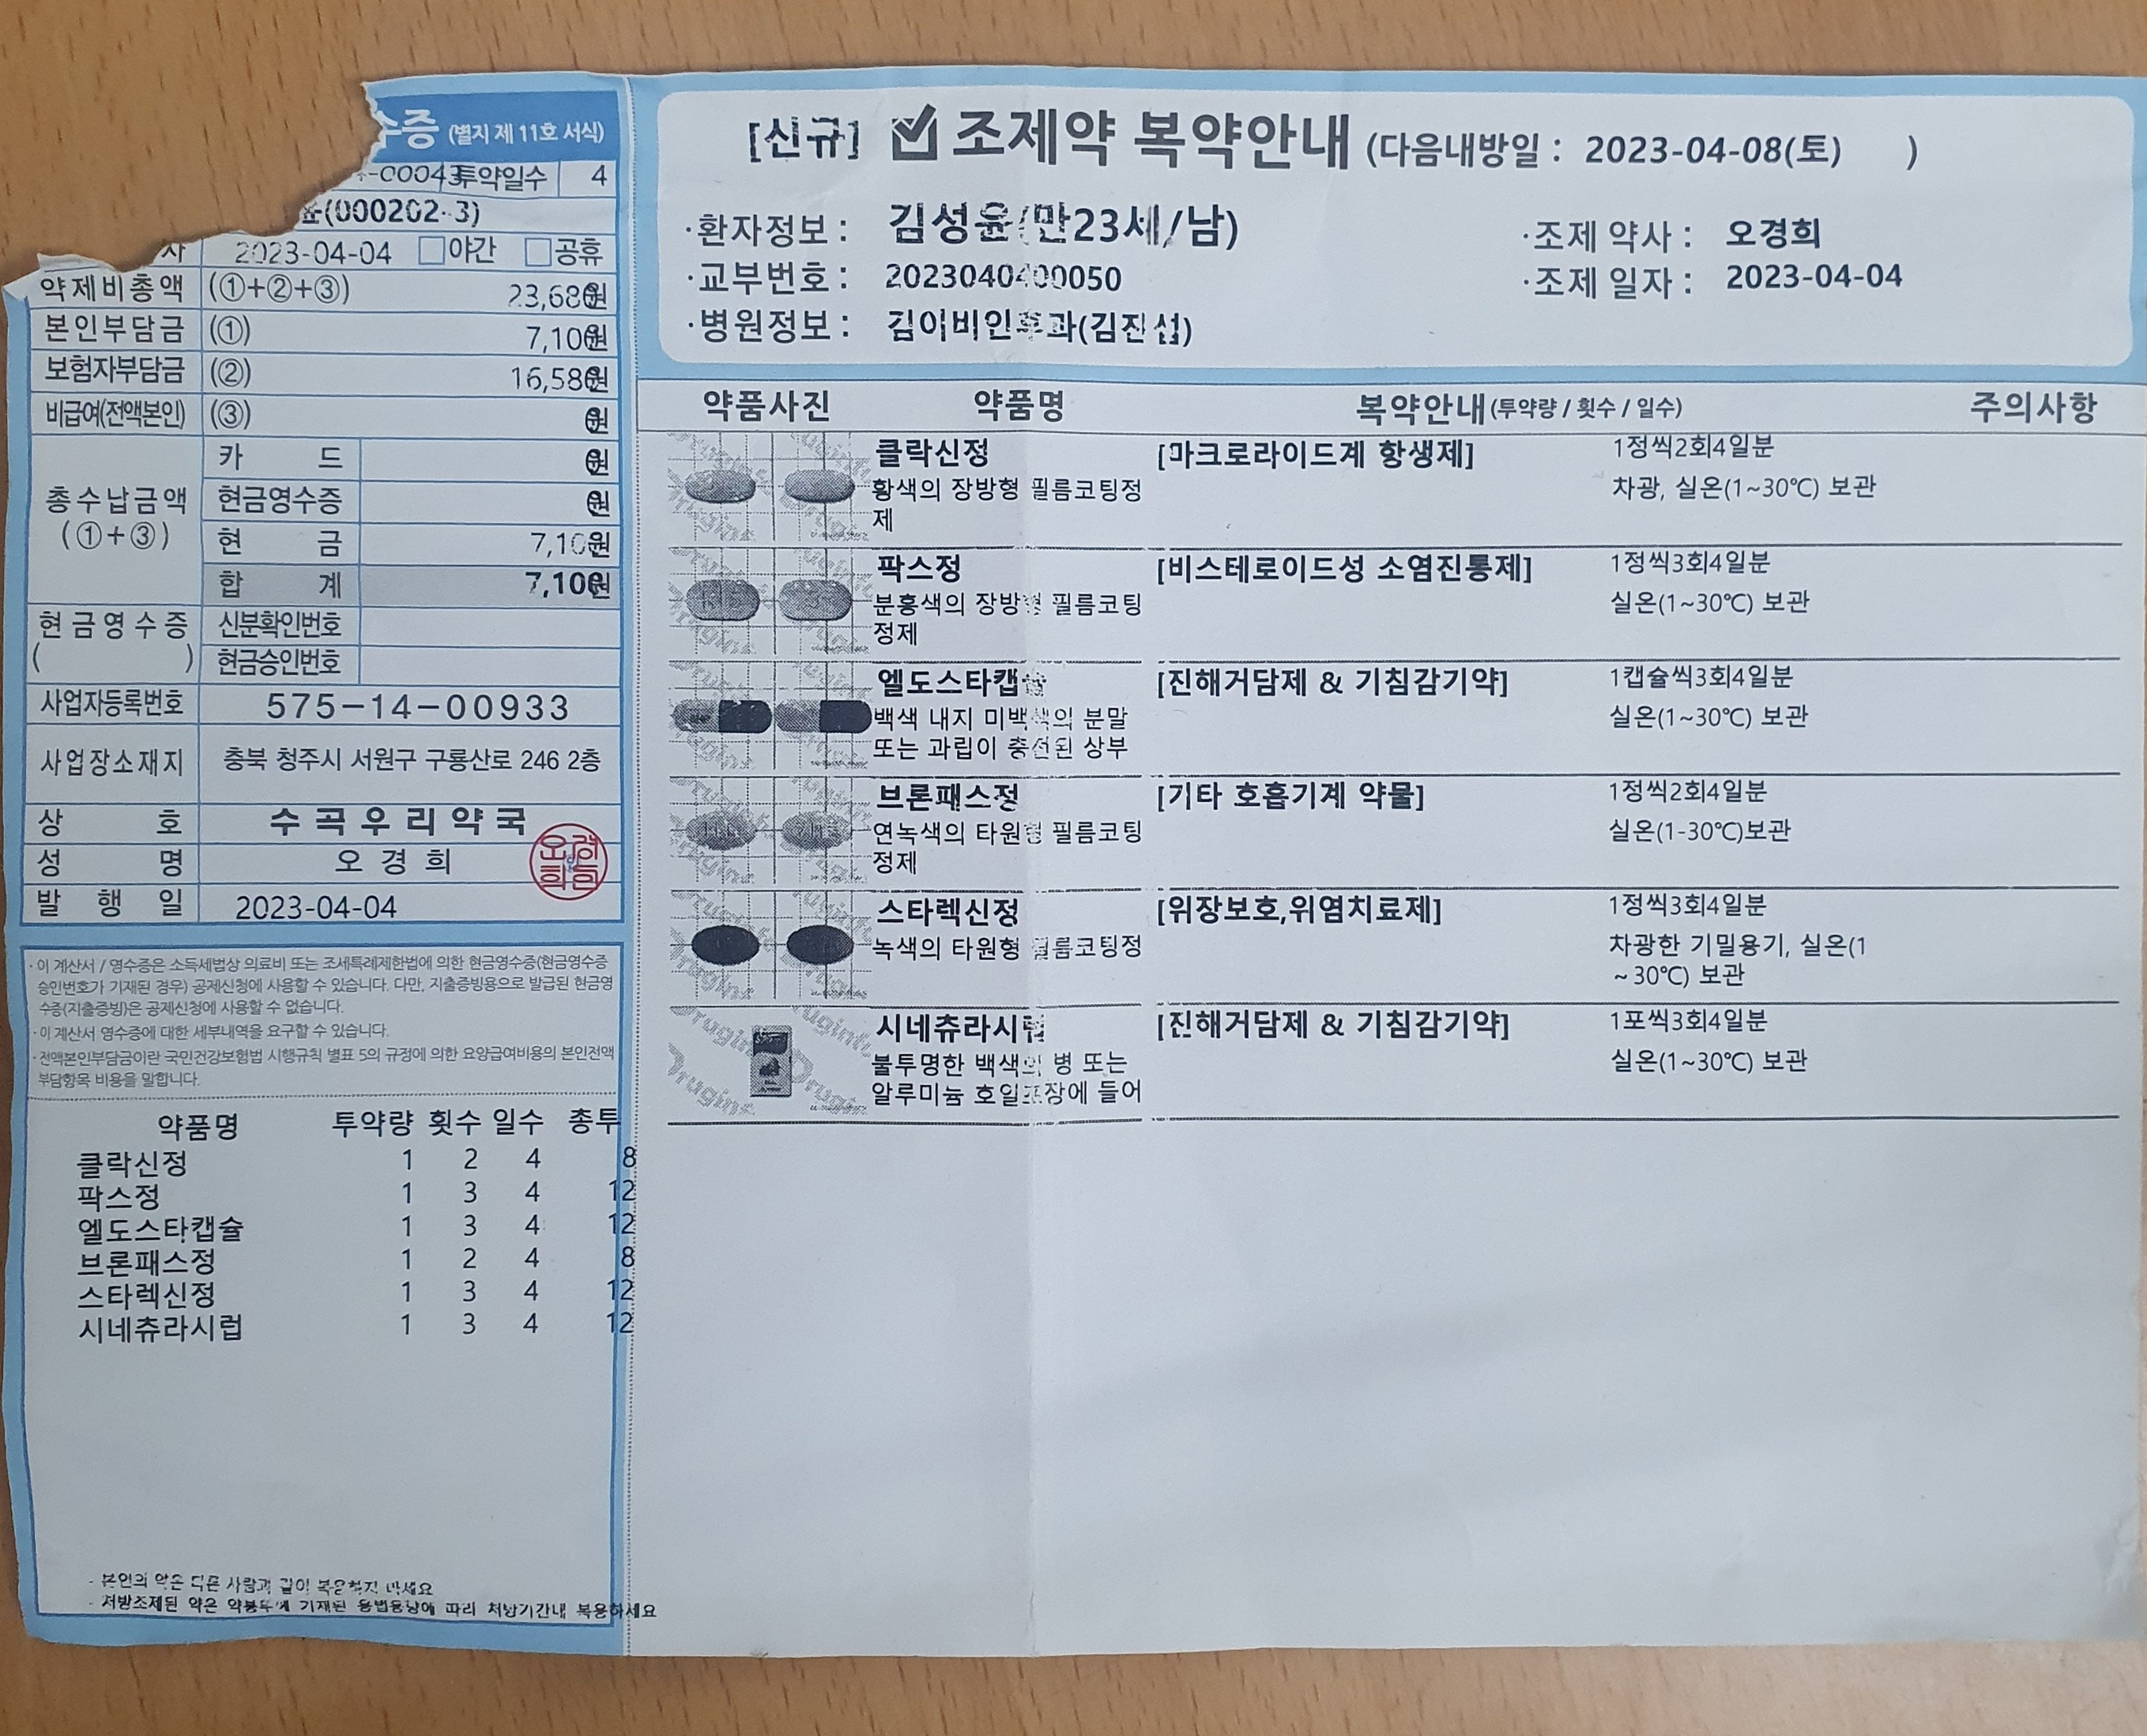 수증 (별지 제 11호 서식)
-00043 투약일수 4
(000202-3)
2023-04-04 야간 공휴
약제비총액 (①+②+③) 23,680원
본인부담금 (①) 7,100원
보험자부담금 (②) 16,580원
비급여(전액본인) (③) 0원
총수납금액 (①+③)
카 드 0원
현금영수증 0원
현 금 7,100원
합 계 7,100원
현금영수증 ( )
신분확인번호
현금승인번호
사업자등록번호 575-14-00933
사업장소재지 충북 청주시 서원구 구룡산로 246 2층
상 호 수곡우리약국
성 명 오경희
발 행 일 2023-04-04
· 이 계산서 / 영수증은 소득세법상 의료비 또는 조세특례제한법에 의한 현금영수증(현금영수증
승인번호가 기재된 경우) 공제신청에 사용할 수 있습니다. 다만, 지출증빙용으로 발급된 현금영
수증(지출증빙)은 공제신청에 사용할 수 없습니다.
· 이 계산서 영수증에 대한 세부내역을 요구할 수 있습니다.
· 전액본인부담금이란 국민건강보험법 시행규칙 별표 5의 규정에 의한 요양급여비용의 본인전액
부담항목 비용을 말합니다.
약품명 투약량 횟수 일수 총투
클락신정 1 2 4 8
팍스정 1 3 4 12
엘도스타캡슐 1 3 4 12
브론패스정 1 2 4 8
스타렉신정 1 3 4 12
시네츄라시럽 1 3 4 12
- 본인의 약은 다른 사람과 같이 복용하지 마세요
- 처방조제된 약은 약봉투에 기재된 용법용량에 따라 처방기간내 복용하세요
[신규] 조제약 복약안내 (다음내방일 : 2023-04-08(토) )
·환자정보 : 김성윤(만23세/남)
·조제 약사 : 오경희
·교부번호 : 2023040400050
·조제 일자 : 2023-04-04
·병원정보 : 김이비인후과(김진섭)
약품사진 약품명 복약안내(투약량 / 횟수 / 일수) 주의사항
클락신정 [마크로라이드계 항생제] 1정씩2회4일분
황색의 장방형 필름코팅정 차광, 실온(1~30℃) 보관
제
팍스정 [비스테로이드성 소염진통제] 1정씩3회4일분
분홍색의 장방형 필름코팅 실온(1~30℃) 보관
정제
엘도스타캡슐 [진해거담제 & 기침감기약] 1캡슐씩3회4일분
백색 내지 미백색의 분말 실온(1~30℃) 보관
또는 과립이 충전된 상부
브론패스정 [기타 호흡기계 약물] 1정씩2회4일분
연녹색의 타원형 필름코팅 실온(1-30℃)보관
정제
스타렉신정 [위장보호,위염치료제] 1정씩3회4일분
녹색의 타원형 필름코팅정 차광한 기밀용기, 실온(1
~30℃) 보관
시네츄라시럽 [진해거담제 & 기침감기약] 1포씩3회4일분
불투명한 백색의 병 또는 실온(1~30℃) 보관
알루미늄 호일포장에 들어